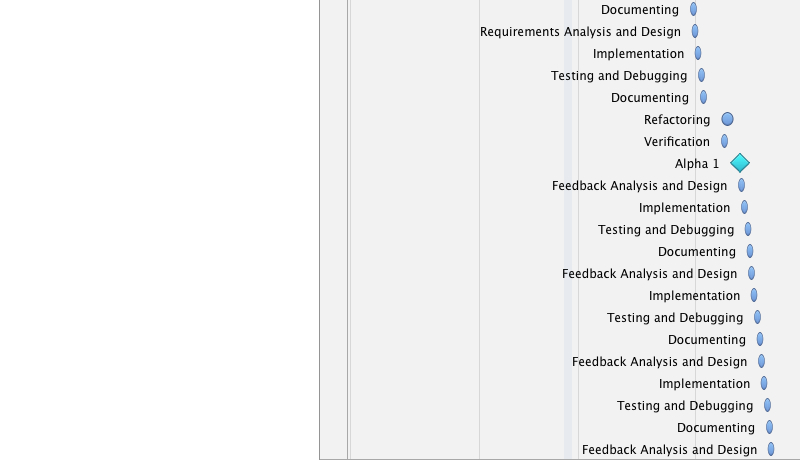 Documenting
Requirements Analysis and Design
Implementation
Testing and Debugging
Documenting
Refactoring
Verification
Alpha 1
Feedback Analysis and Design
Implementation
Testing and Debugging
Documenting
Feedback Analysis and Design
Implementation
Testing and Debugging
Documenting
Feedback Analysis and Design
Implementation
Testing and Debugging
Documenting
Feedback Analysis and Design